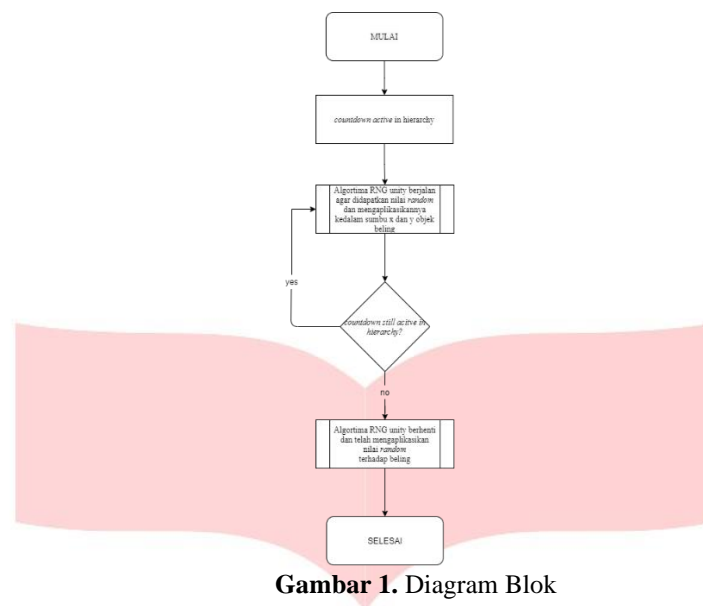 MULAI
countdown active in hierarchy
Algortima RNG unity berjalan
agar didapatkan nilai random
dan mengaplikasikannya
kedalam sumbu x dan y objek
beling
yes
countdown still acitve in
hierarchy?
no
Algortima RNG unity berhenti
dan telah mengaplikasikan
nilai random
terhadap beling
SELESAI
Gambar 1. Diagram Blok